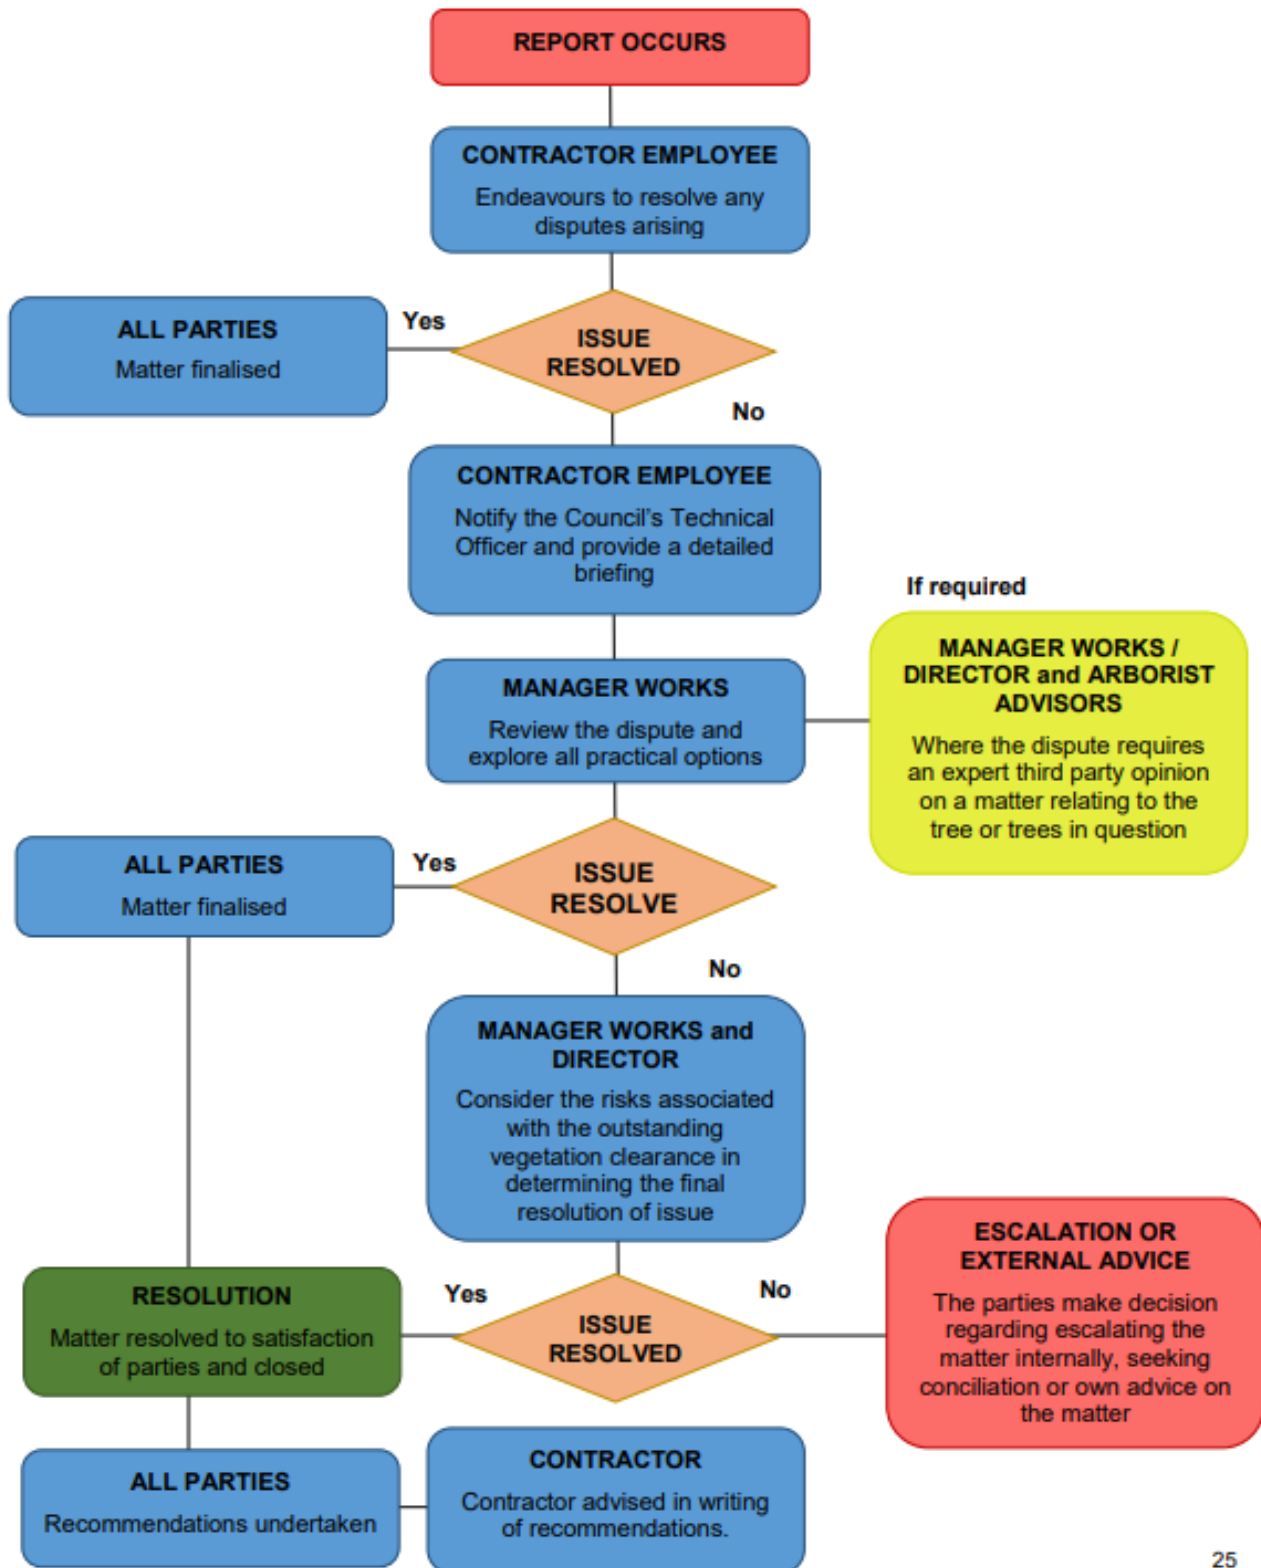 REPORT OCCURS
CONTRACTOR EMPLOYEE
Endeavours to resolve any
disputes arising
ALL PARTIES
Matter finalised
Yes
ISSUE
RESOLVED
No
CONTRACTOR EMPLOYEE
Notify the Council’s Technical
Officer and provide a detailed
briefing
If required
MANAGER WORKS /
DIRECTOR and ARBORIST
ADVISORS
Where the dispute requires
an expert third party opinion
on a matter relating to the
tree or trees in question
MANAGER WORKS
Review the dispute and
explore all practical options
ALL PARTIES
Matter finalised
Yes
ISSUE
RESOLVE
No
MANAGER WORKS and
DIRECTOR
Consider the risks associated
with the outstanding
vegetation clearance in
determining the final
resolution of issue
ESCALATION OR
EXTERNAL ADVICE
The parties make decision
regarding escalating the
matter internally, seeking
conciliation or own advice on
the matter
RESOLUTION
Matter resolved to satisfaction
of parties and closed
Yes
ISSUE
RESOLVED
No
ALL PARTIES
Recommendations undertaken
CONTRACTOR
Contractor advised in writing
of recommendations.
25